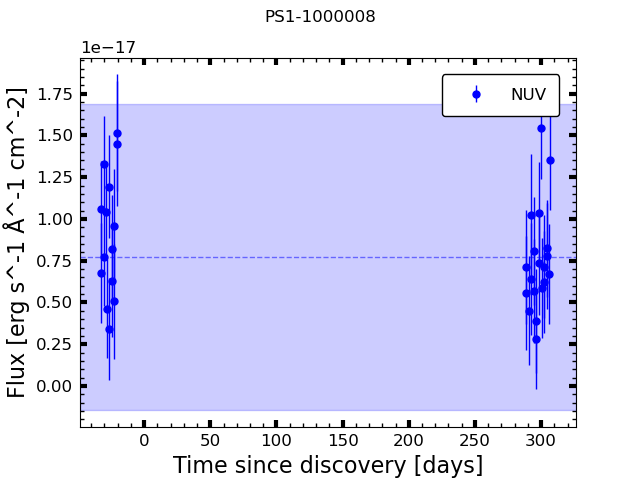 PS1-1000008
1e−17
NUV
1.75
1.50
1.25
1.00
0.75
0.50
0.25
0.00
Flux [erg s^-1 Å^-1 cm^-2]
0 50 100 150 200 250 300
Time since discovery [days]